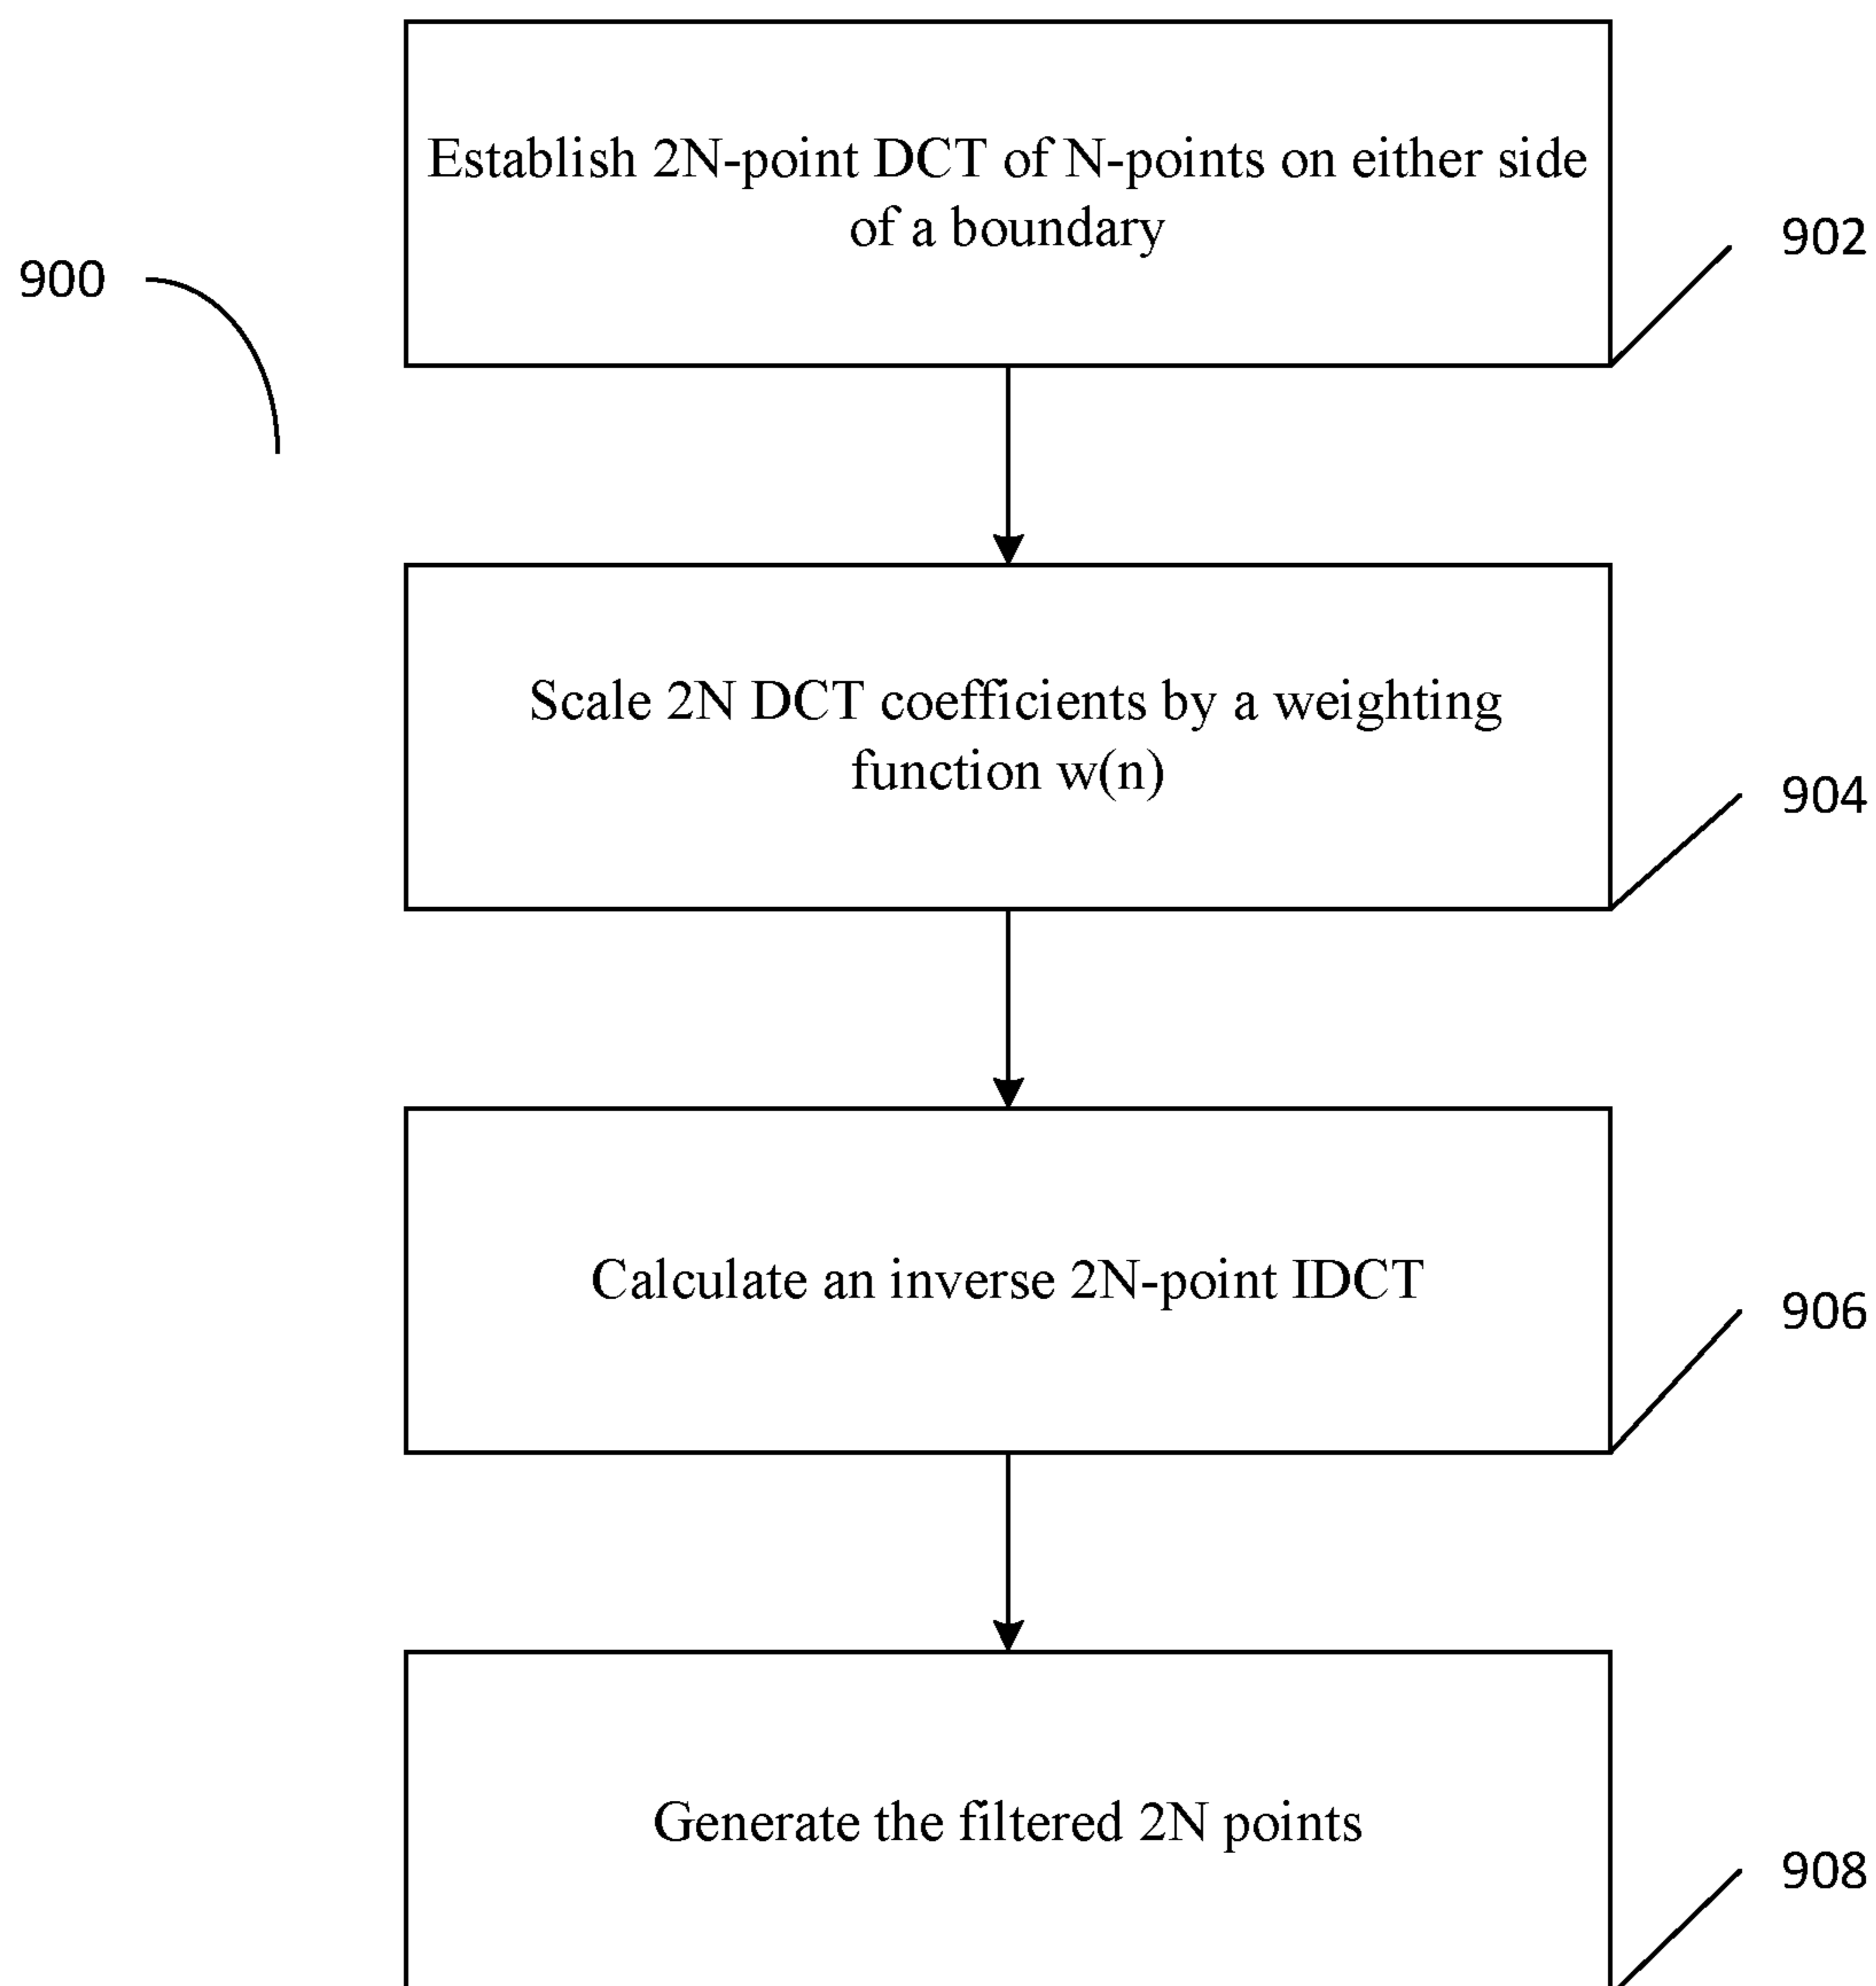 Establish 2N-point DCT of N-points on either side
of a boundary
902
900
Scale 2N DCT coefficients by a weighting
function w(n)
904
Calculate an inverse 2N-point IDCT
906
Generate the filtered 2N points
908